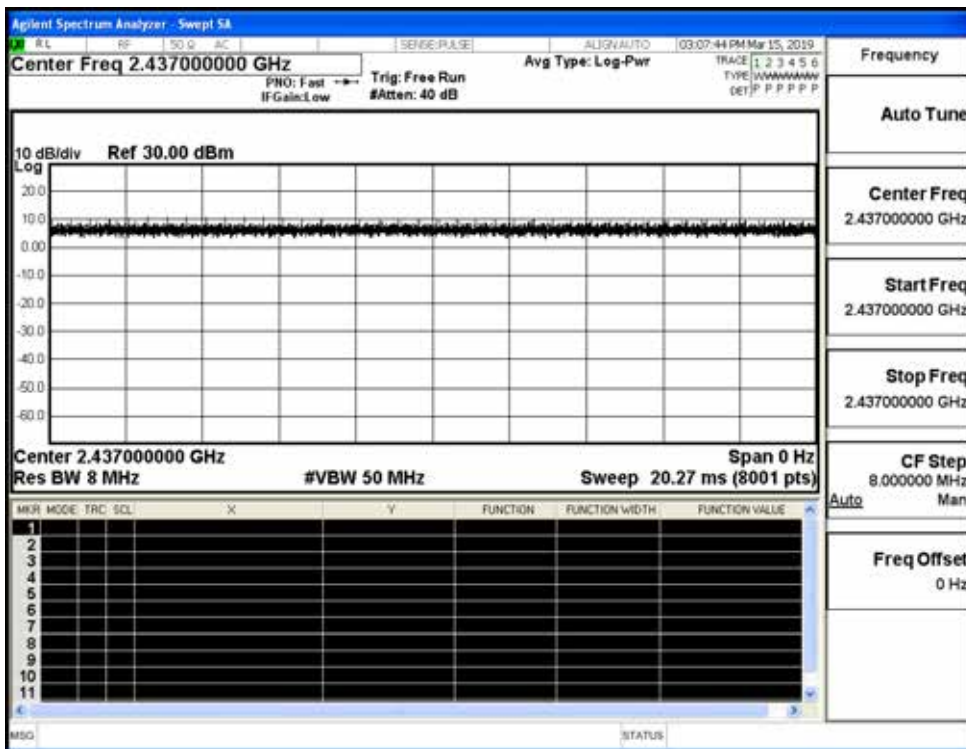 Agilent Spectrum Analyzer - Swept SA
RL RF 50 Ω AC SENSE:PULSE ALIGNAUTO 03:07:44 PM Mar 15, 2019
Center Freq 2.437000000 GHz
PNO: Fast
IFGain:Low
Trig: Free Run
#Atten: 40 dB
Avg Type: Log-Pwr
TRACE 1 2 3 4 5 6
TYPE
DET P P P P P P
10 dB/div Ref 30.00 dBm
Log
20.0
10.0
0.00
-10.0
-20.0
-30.0
-40.0
-50.0
-60.0
Center 2.437000000 GHz Span 0 Hz
Res BW 8 MHz #VBW 50 MHz Sweep 20.27 ms (8001 pts)
MKR MODE TRC SCL X Y FUNCTION FUNCTION WIDTH FUNCTION VALUE
1
2
3
4
5
6
7
8
9
10
11
MSG STATUS
Frequency
Auto Tune
Center Freq
2.437000000 GHz
Start Freq
2.437000000 GHz
Stop Freq
2.437000000 GHz
CF Step
8.000000 MHz
Auto Man
Freq Offset
0 Hz